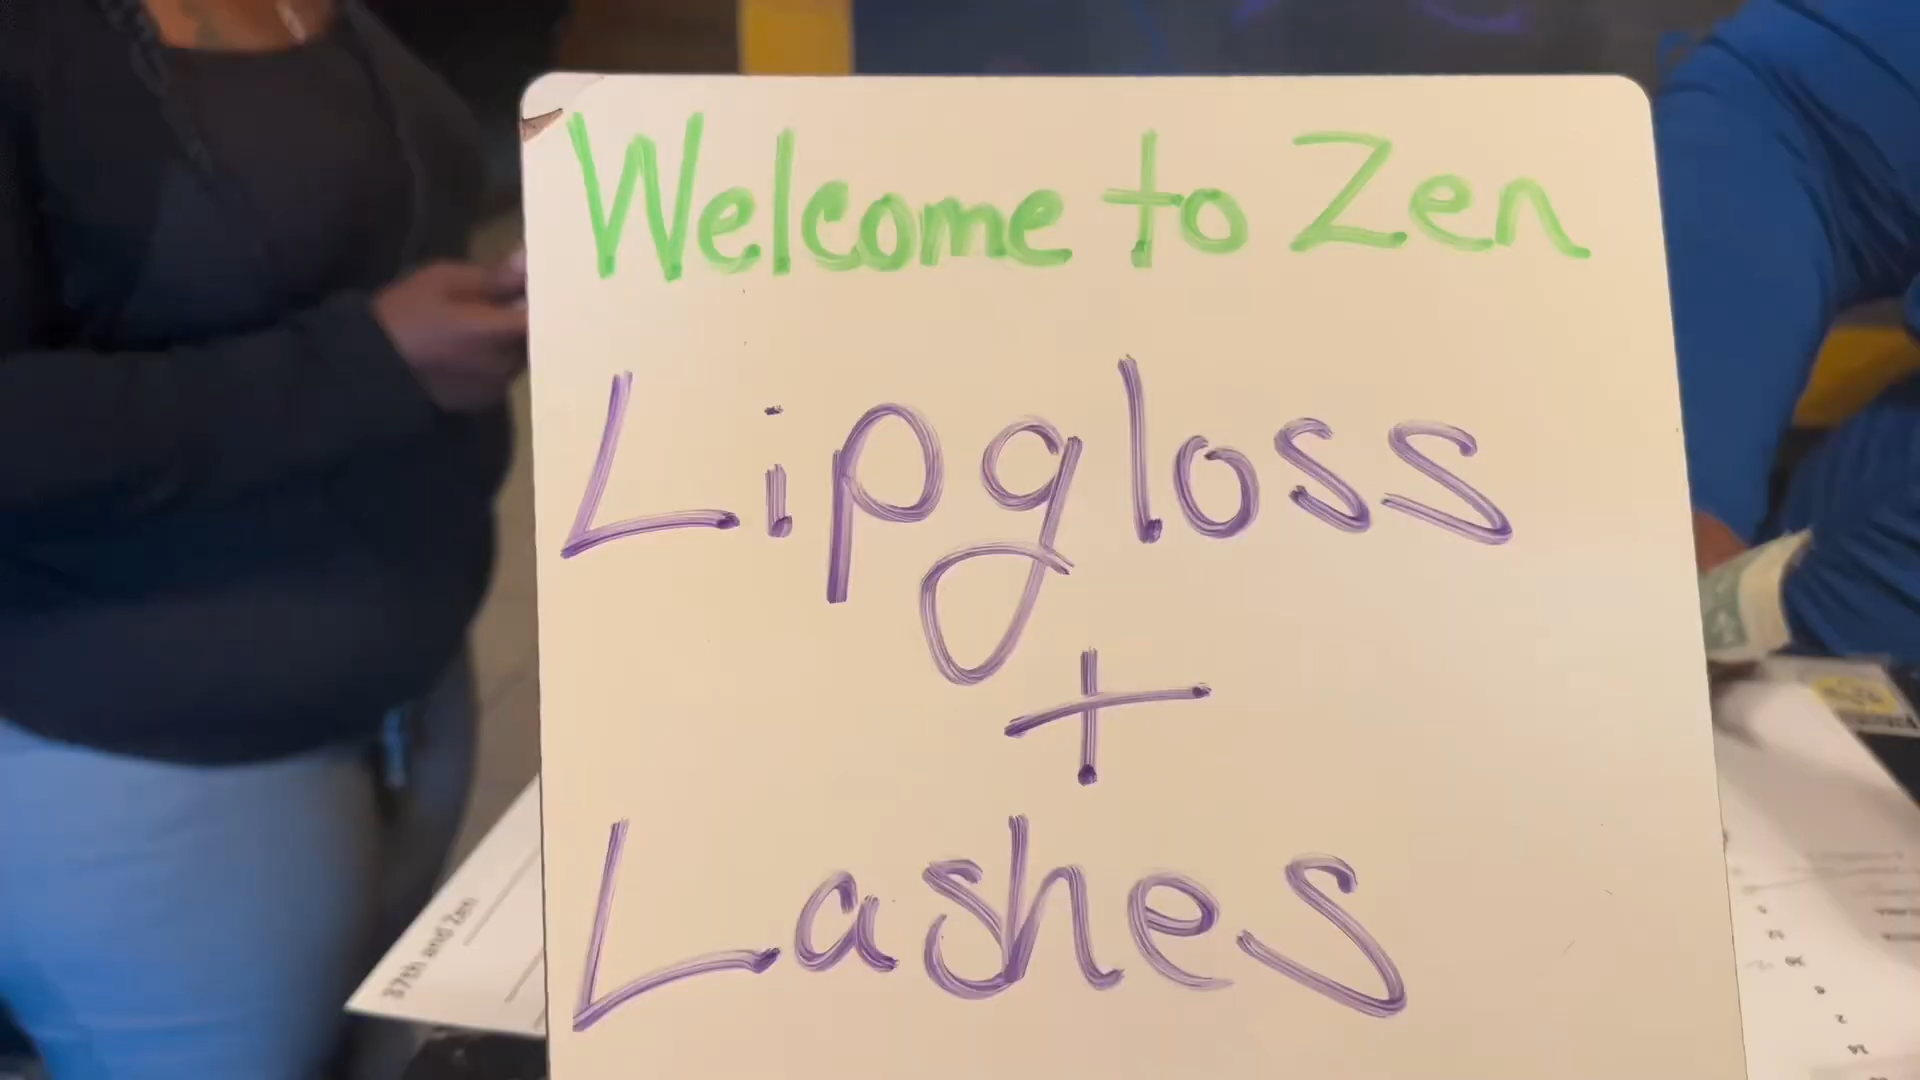 Welcome to Zen
Lipgloss
+
Lashes
37th and Zen